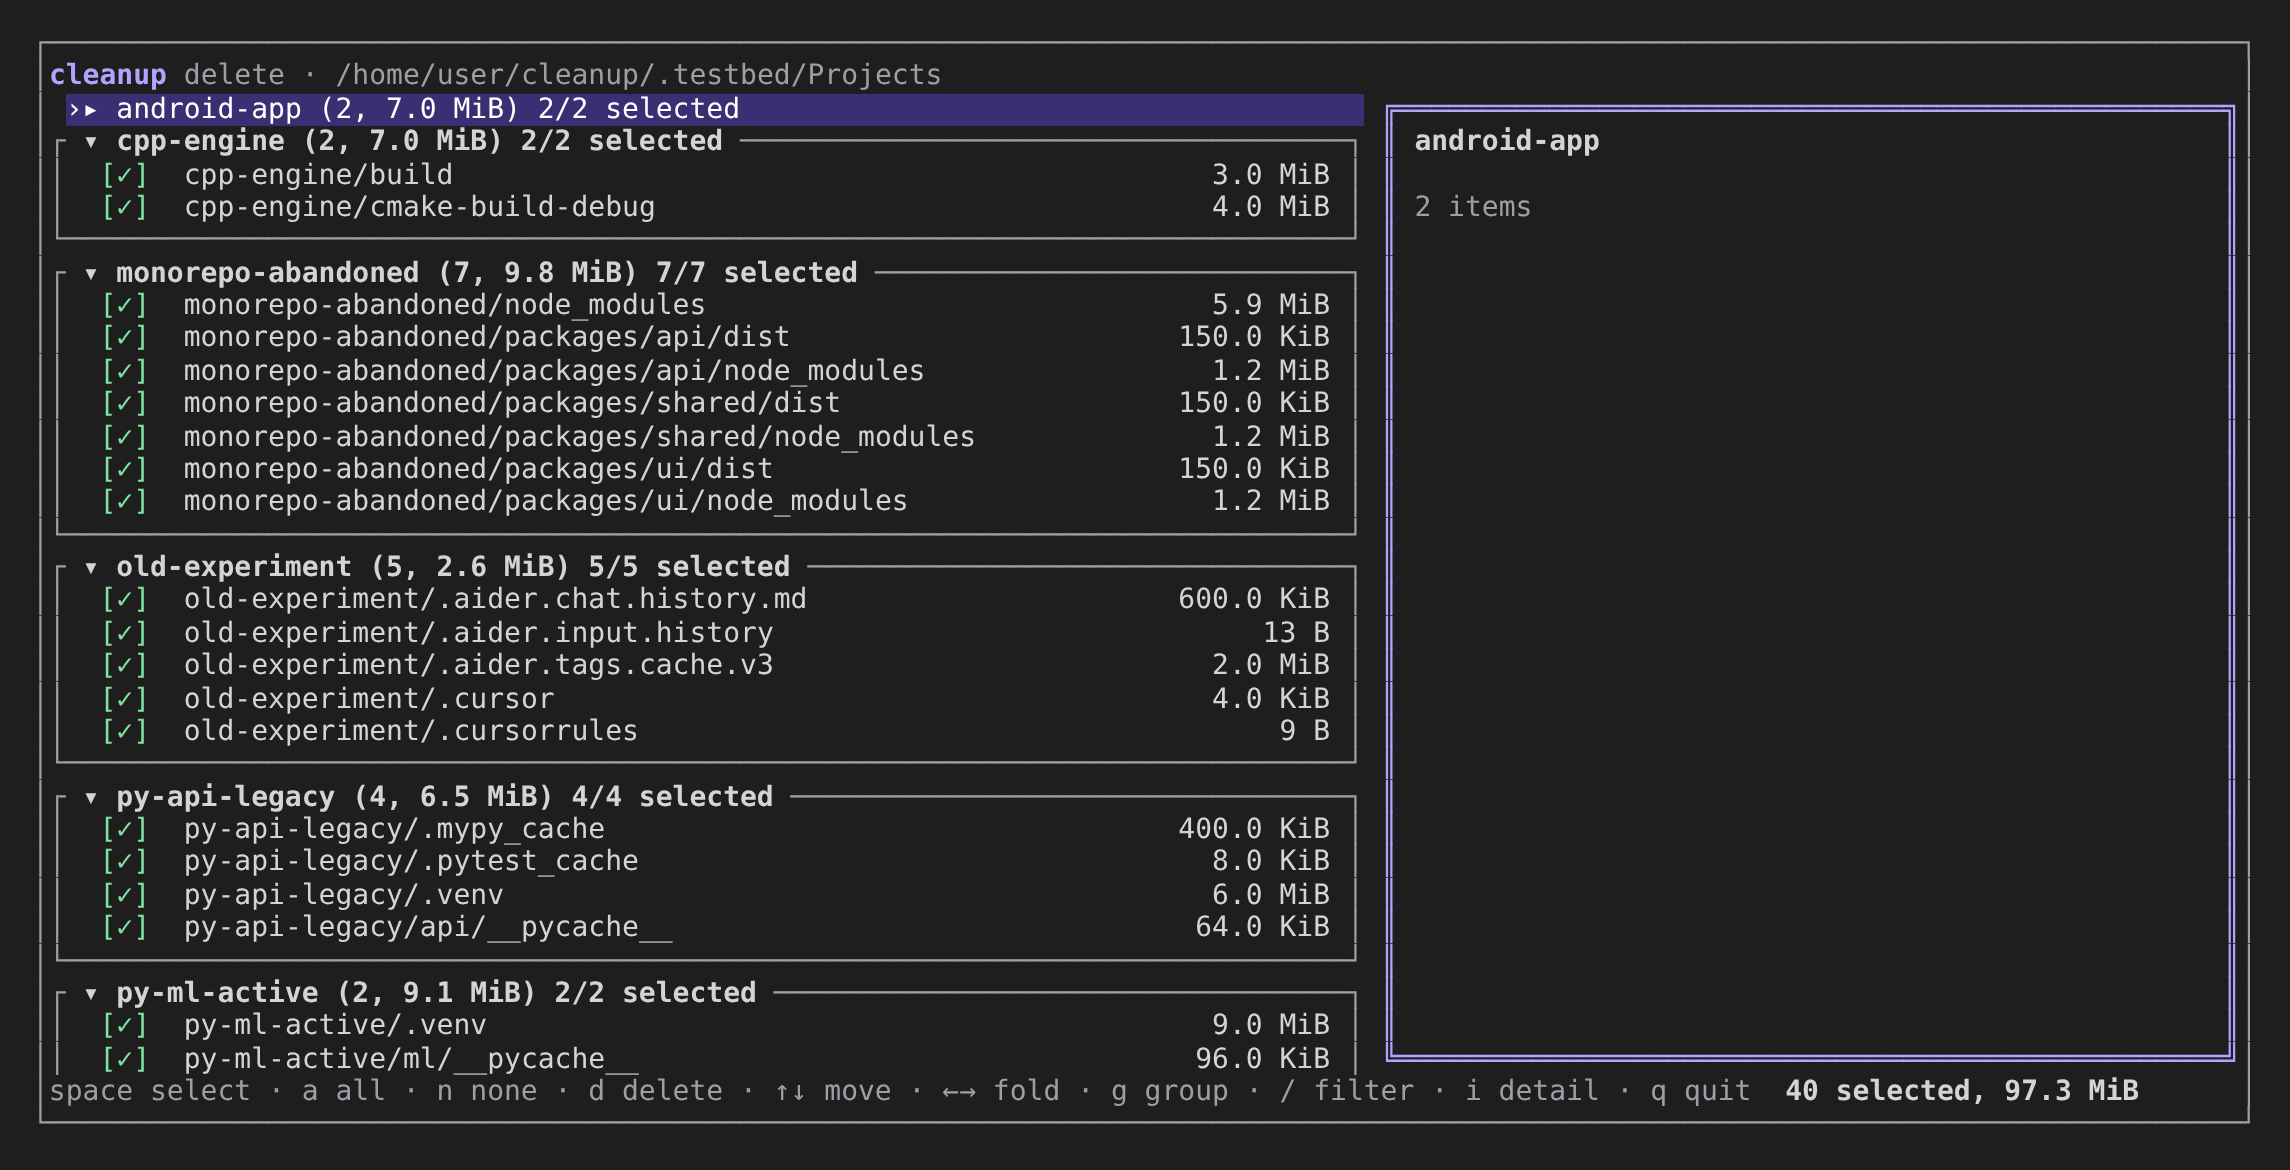 cleanup delete · /home/user/cleanup/.testbed/Projects
›▸ android-app (2, 7.0 MiB) 2/2 selected
▾ cpp-engine (2, 7.0 MiB) 2/2 selected
[✓] cpp-engine/build 3.0 MiB
[✓] cpp-engine/cmake-build-debug 4.0 MiB
▾ monorepo-abandoned (7, 9.8 MiB) 7/7 selected
[✓] monorepo-abandoned/node_modules 5.9 MiB
[✓] monorepo-abandoned/packages/api/dist 150.0 KiB
[✓] monorepo-abandoned/packages/api/node_modules 1.2 MiB
[✓] monorepo-abandoned/packages/shared/dist 150.0 KiB
[✓] monorepo-abandoned/packages/shared/node_modules 1.2 MiB
[✓] monorepo-abandoned/packages/ui/dist 150.0 KiB
[✓] monorepo-abandoned/packages/ui/node_modules 1.2 MiB
▾ old-experiment (5, 2.6 MiB) 5/5 selected
[✓] old-experiment/.aider.chat.history.md 600.0 KiB
[✓] old-experiment/.aider.input.history 13 B
[✓] old-experiment/.aider.tags.cache.v3 2.0 MiB
[✓] old-experiment/.cursor 4.0 KiB
[✓] old-experiment/.cursorrules 9 B
▾ py-api-legacy (4, 6.5 MiB) 4/4 selected
[✓] py-api-legacy/.mypy_cache 400.0 KiB
[✓] py-api-legacy/.pytest_cache 8.0 KiB
[✓] py-api-legacy/.venv 6.0 MiB
[✓] py-api-legacy/api/__pycache__ 64.0 KiB
▾ py-ml-active (2, 9.1 MiB) 2/2 selected
[✓] py-ml-active/.venv 9.0 MiB
[✓] py-ml-active/ml/__pycache__ 96.0 KiB
android-app
2 items
space select · a all · n none · d delete · ↑↓ move · ←→ fold · g group · / filter · i detail · q quit 40 selected, 97.3 MiB